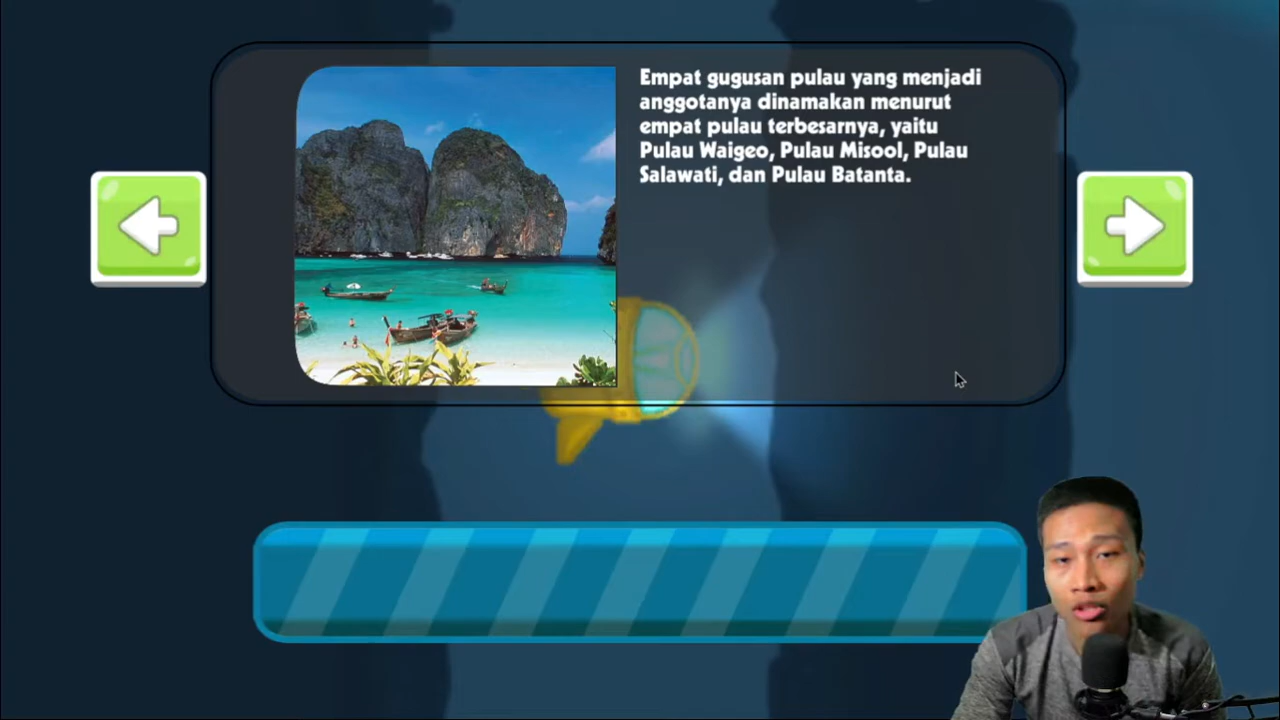 Empat gugusan pulau yang menjadi
anggotanya dinamakan menurut
empat pulau terbesarnya, yaitu
Pulau Waigeo, Pulau Misool, Pulau
Salawati, dan Pulau Batanta.